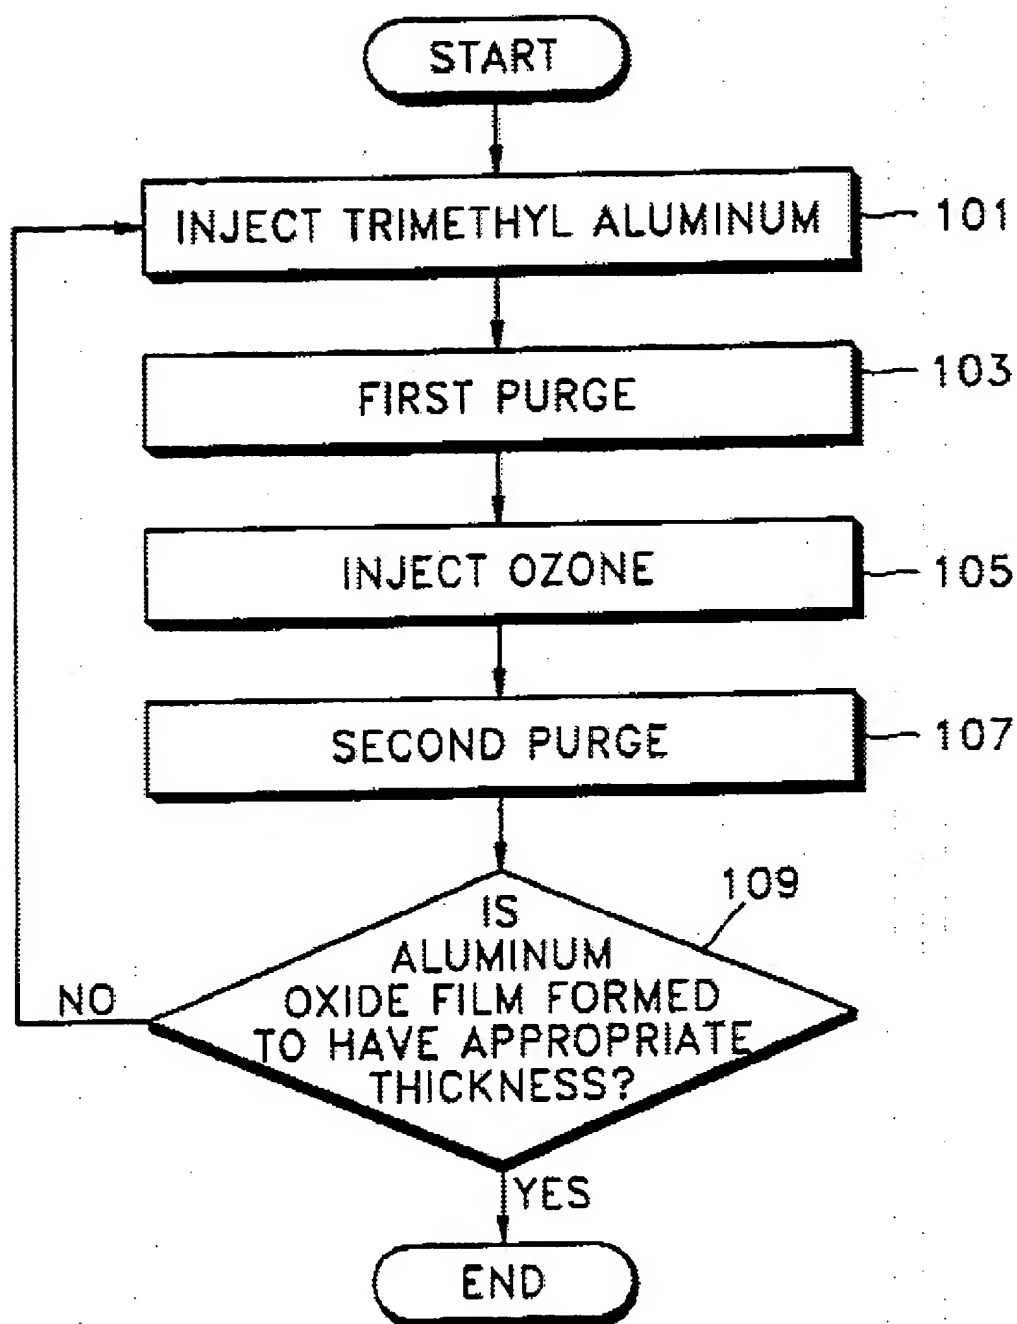 START
INJECT TRIMETHYL ALUMINUM
101
FIRST PURGE
103
INJECT OZONE
105
SECOND PURGE
107
109
IS
ALUMINUM
OXIDE FILM FORMED
TO HAVE APPROPRIATE
THICKNESS?
NO
YES
END